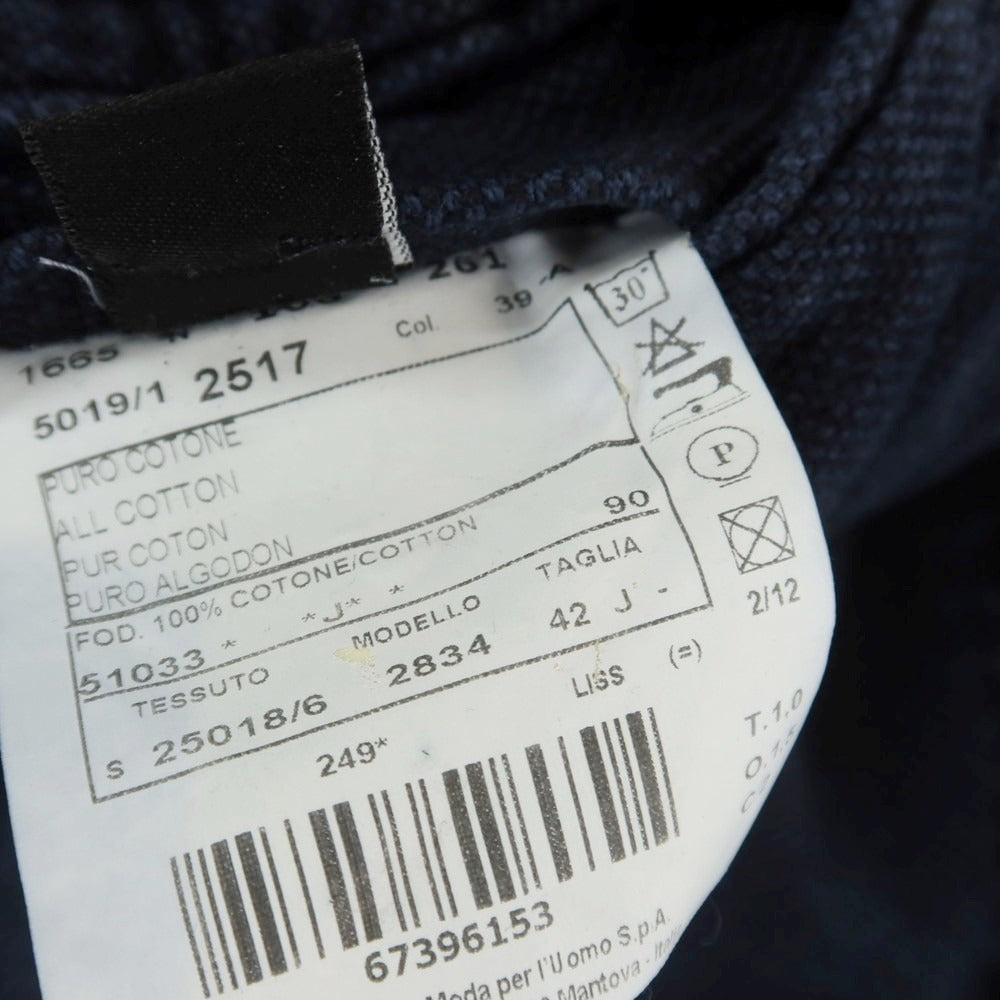 261
1665
39
Col.
5019/1 2517
30°
PURO COTONE
ALL COTTON
PUR COTON
PURO ALGODON
P
FOD. 100% COTONE/COTTON
90
51033 * *J* *
TESSUTO MODELLO TAGLIA
S 25018/6 2834 42 J -
2/12
249* LISS (=)
T.1.0
67396153
Moda per l'Uomo S.p.A.
Mantova -